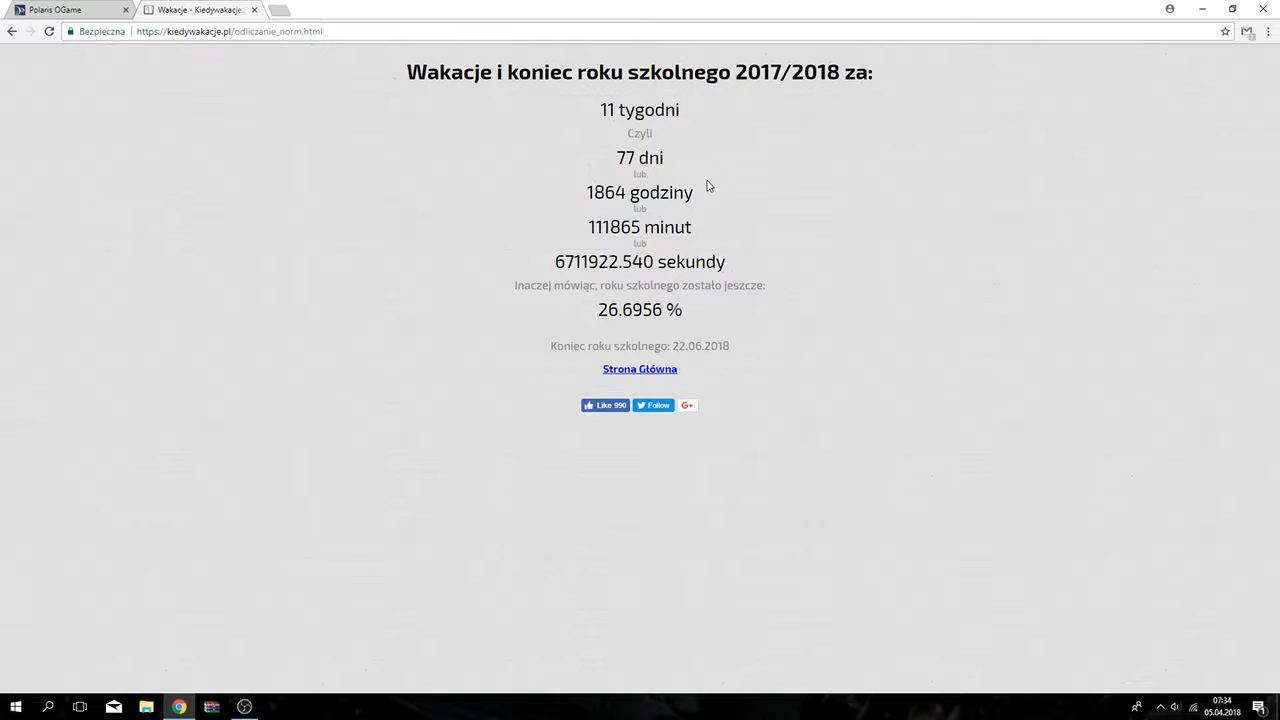 Polaris OGame
Wakacje - Kiedywakacje.
Bezpieczna
https://kiedywakacje.pl/odliczanie_norm.html
Wakacje i koniec roku szkolnego 2017/2018 za:
11 tygodni
Czyli
77 dni
lub
1864 godziny
lub
111865 minut
lub
6711922.540 sekundy
Inaczej mówiąc, roku szkolnego zostało jeszcze:
26.6956 %
Koniec roku szkolnego: 22.06.2018
Strona Główna
Like 990
Follow
G+
07:34
05.04.2018